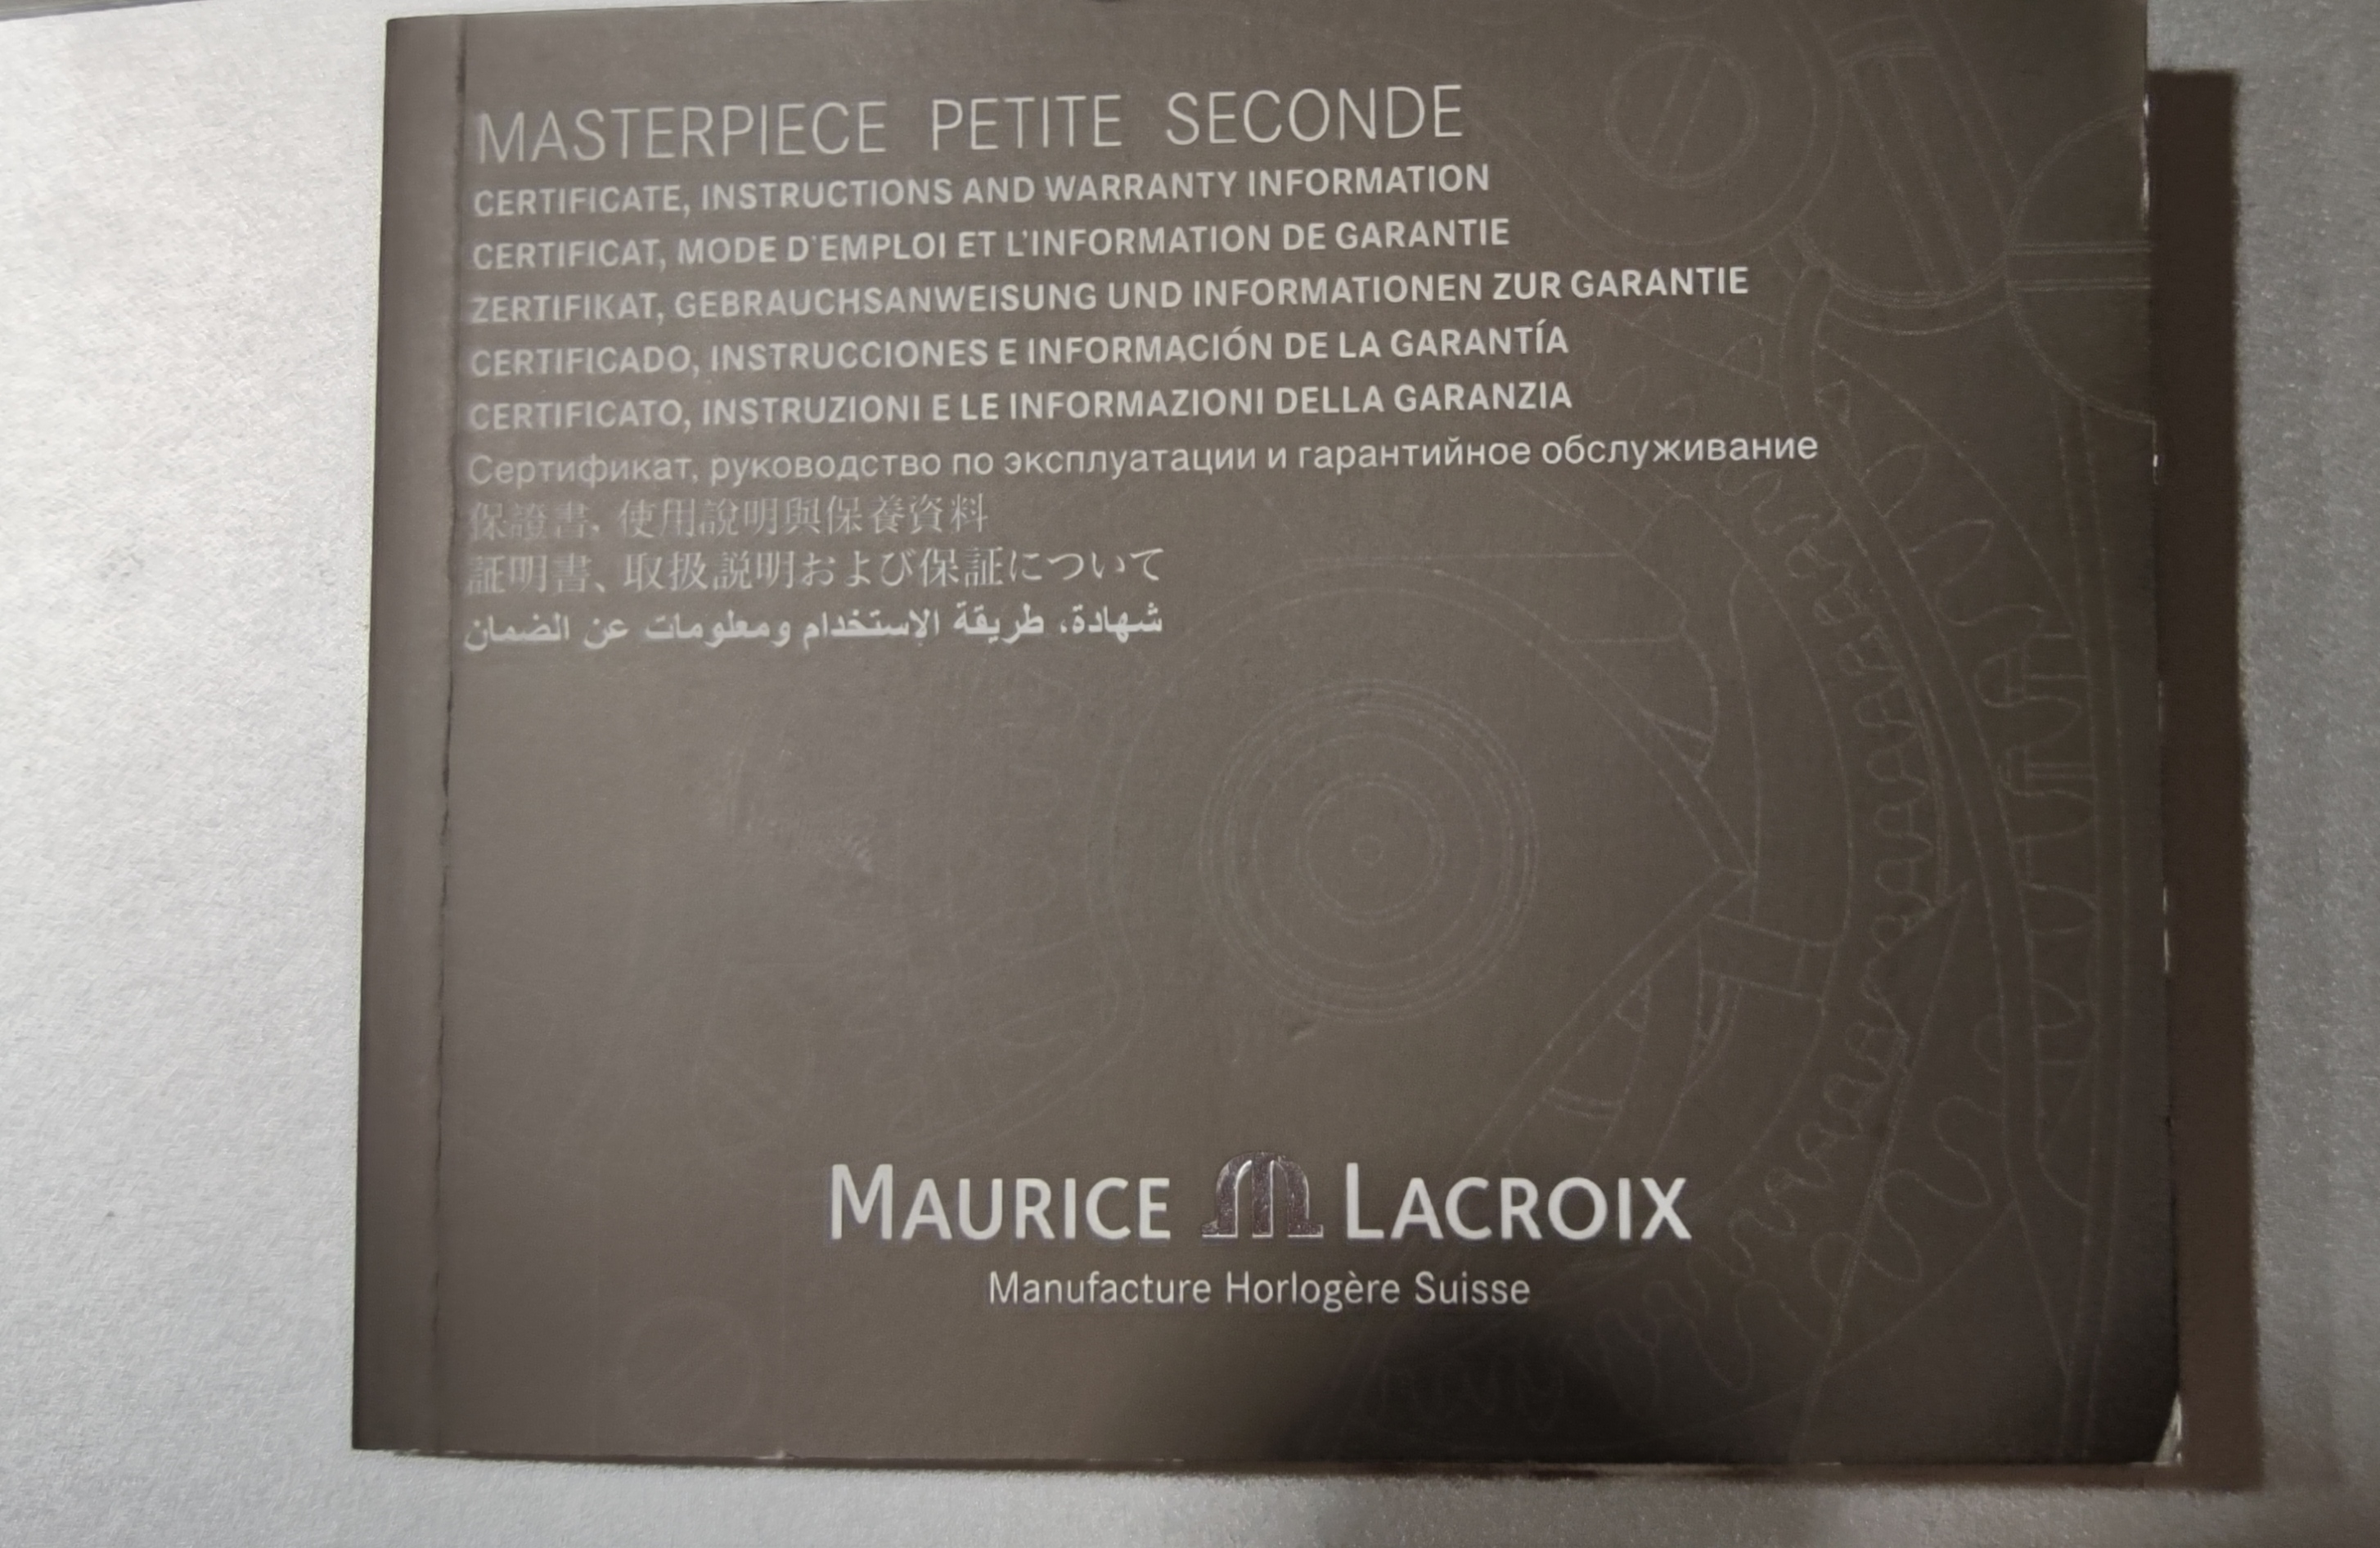 MASTERPIECE PETITE SECONDE
CERTIFICATE, INSTRUCTIONS AND WARRANTY INFORMATION
CERTIFICAT, MODE D'EMPLOI ET L'INFORMATION DE GARANTIE
ZERTIFIKAT, GEBRAUCHSANWEISUNG UND INFORMATIONEN ZUR GARANTIE
CERTIFICADO, INSTRUCCIONES E INFORMACIÓN DE LA GARANTÍA
CERTIFICATO, INSTRUZIONI E LE INFORMAZIONI DELLA GARANZIA
Сертификат, руководство по эксплуатации и гарантийное обслуживание
保證書, 使用說明與保養資料
証明書、取扱説明および保証について
شهادة، طريقة الإستخدام ومعلومات عن الضمان
MAURICE LACROIX
Manufacture Horlogère Suisse